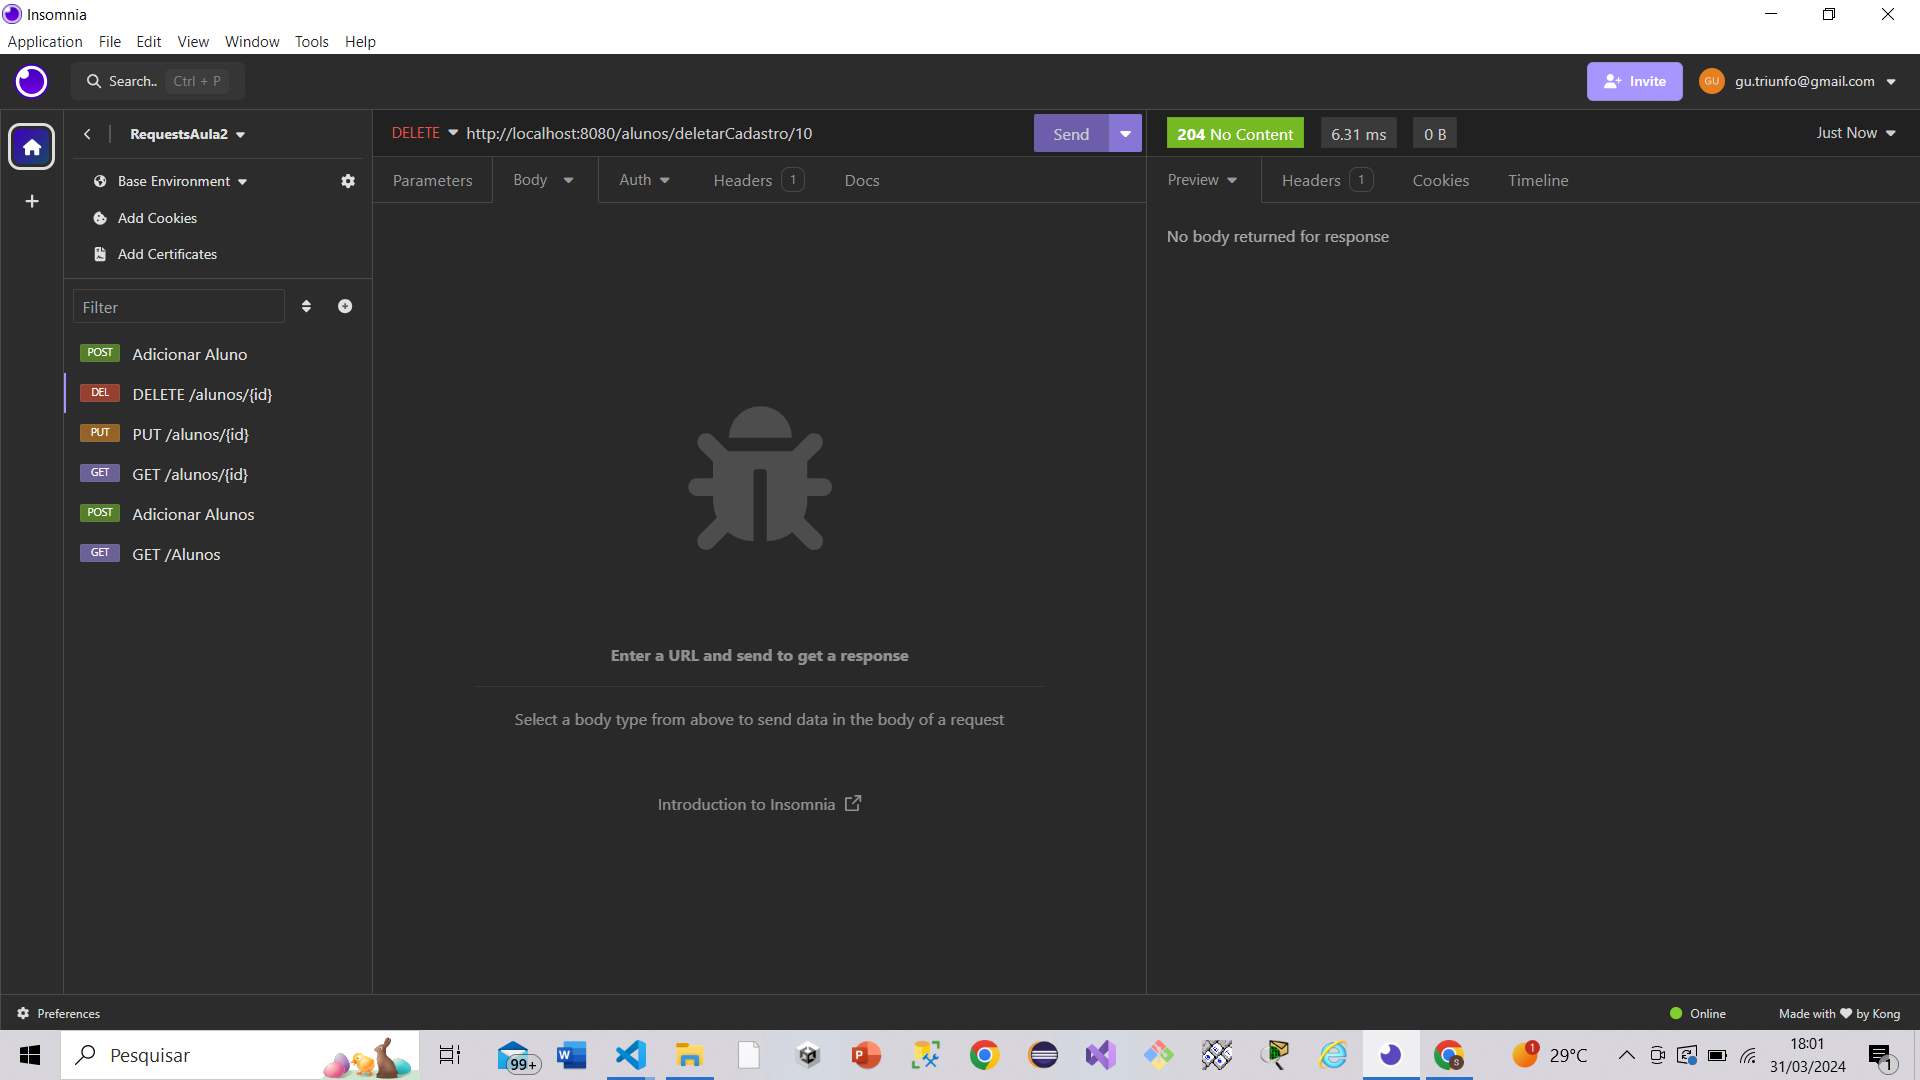 Insomnia
Application File Edit View Window Tools Help
Search.. Ctrl + P
Invite
GU
gu.triunfo@gmail.com
RequestsAula2
DELETE http://localhost:8080/alunos/deletarCadastro/10
Send
204 No Content
6.31 ms
0 B
Just Now
Base Environment
Parameters
Body
Auth
Headers 1
Docs
Preview
Headers 1
Cookies
Timeline
Add Cookies
Add Certificates
No body returned for response
Filter
POST Adicionar Aluno
DEL DELETE /alunos/{id}
PUT PUT /alunos/{id}
GET GET /alunos/{id}
POST Adicionar Alunos
GET GET /Alunos
Enter a URL and send to get a response
Select a body type from above to send data in the body of a request
Introduction to Insomnia
Preferences
Online
Made with ❤ by Kong
Pesquisar
99+
W
P
S
1
29°C
18:01
31/03/2024
1